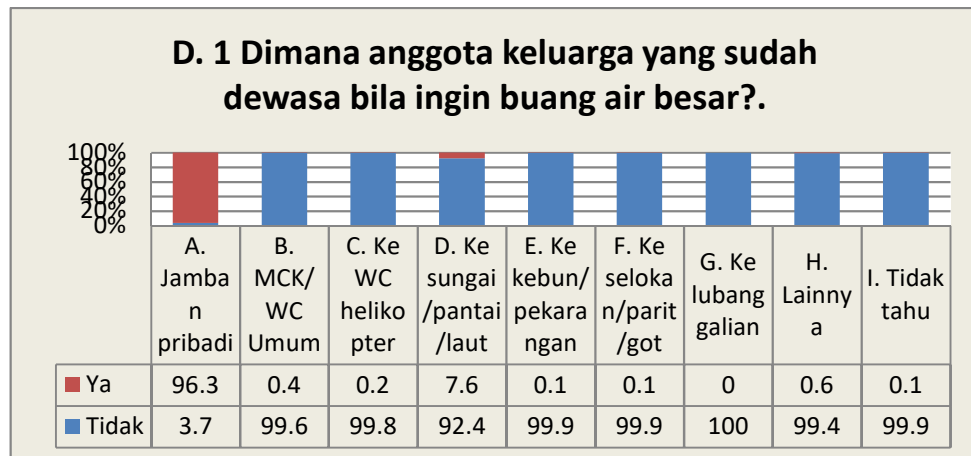 D. 1 Dimana anggota keluarga yang sudah
dewasa bila ingin buang air besar?.
100%
80%
60%
40%
20%
0%
A.
Jamba
n
pribadi
B.
MCK/
WC
Umum
C. Ke
WC
heliko
pter
D. Ke
sungai
/pantai
/laut
E. Ke
kebun/
pekara
ngan
F. Ke
seloka
n/parit
/got
G. Ke
lubang
galian
H.
Lainny
a
I. Tidak
tahu
Ya 96.3 0.4 0.2 7.6 0.1 0.1 0 0.6 0.1
Tidak 3.7 99.6 99.8 92.4 99.9 99.9 100 99.4 99.9